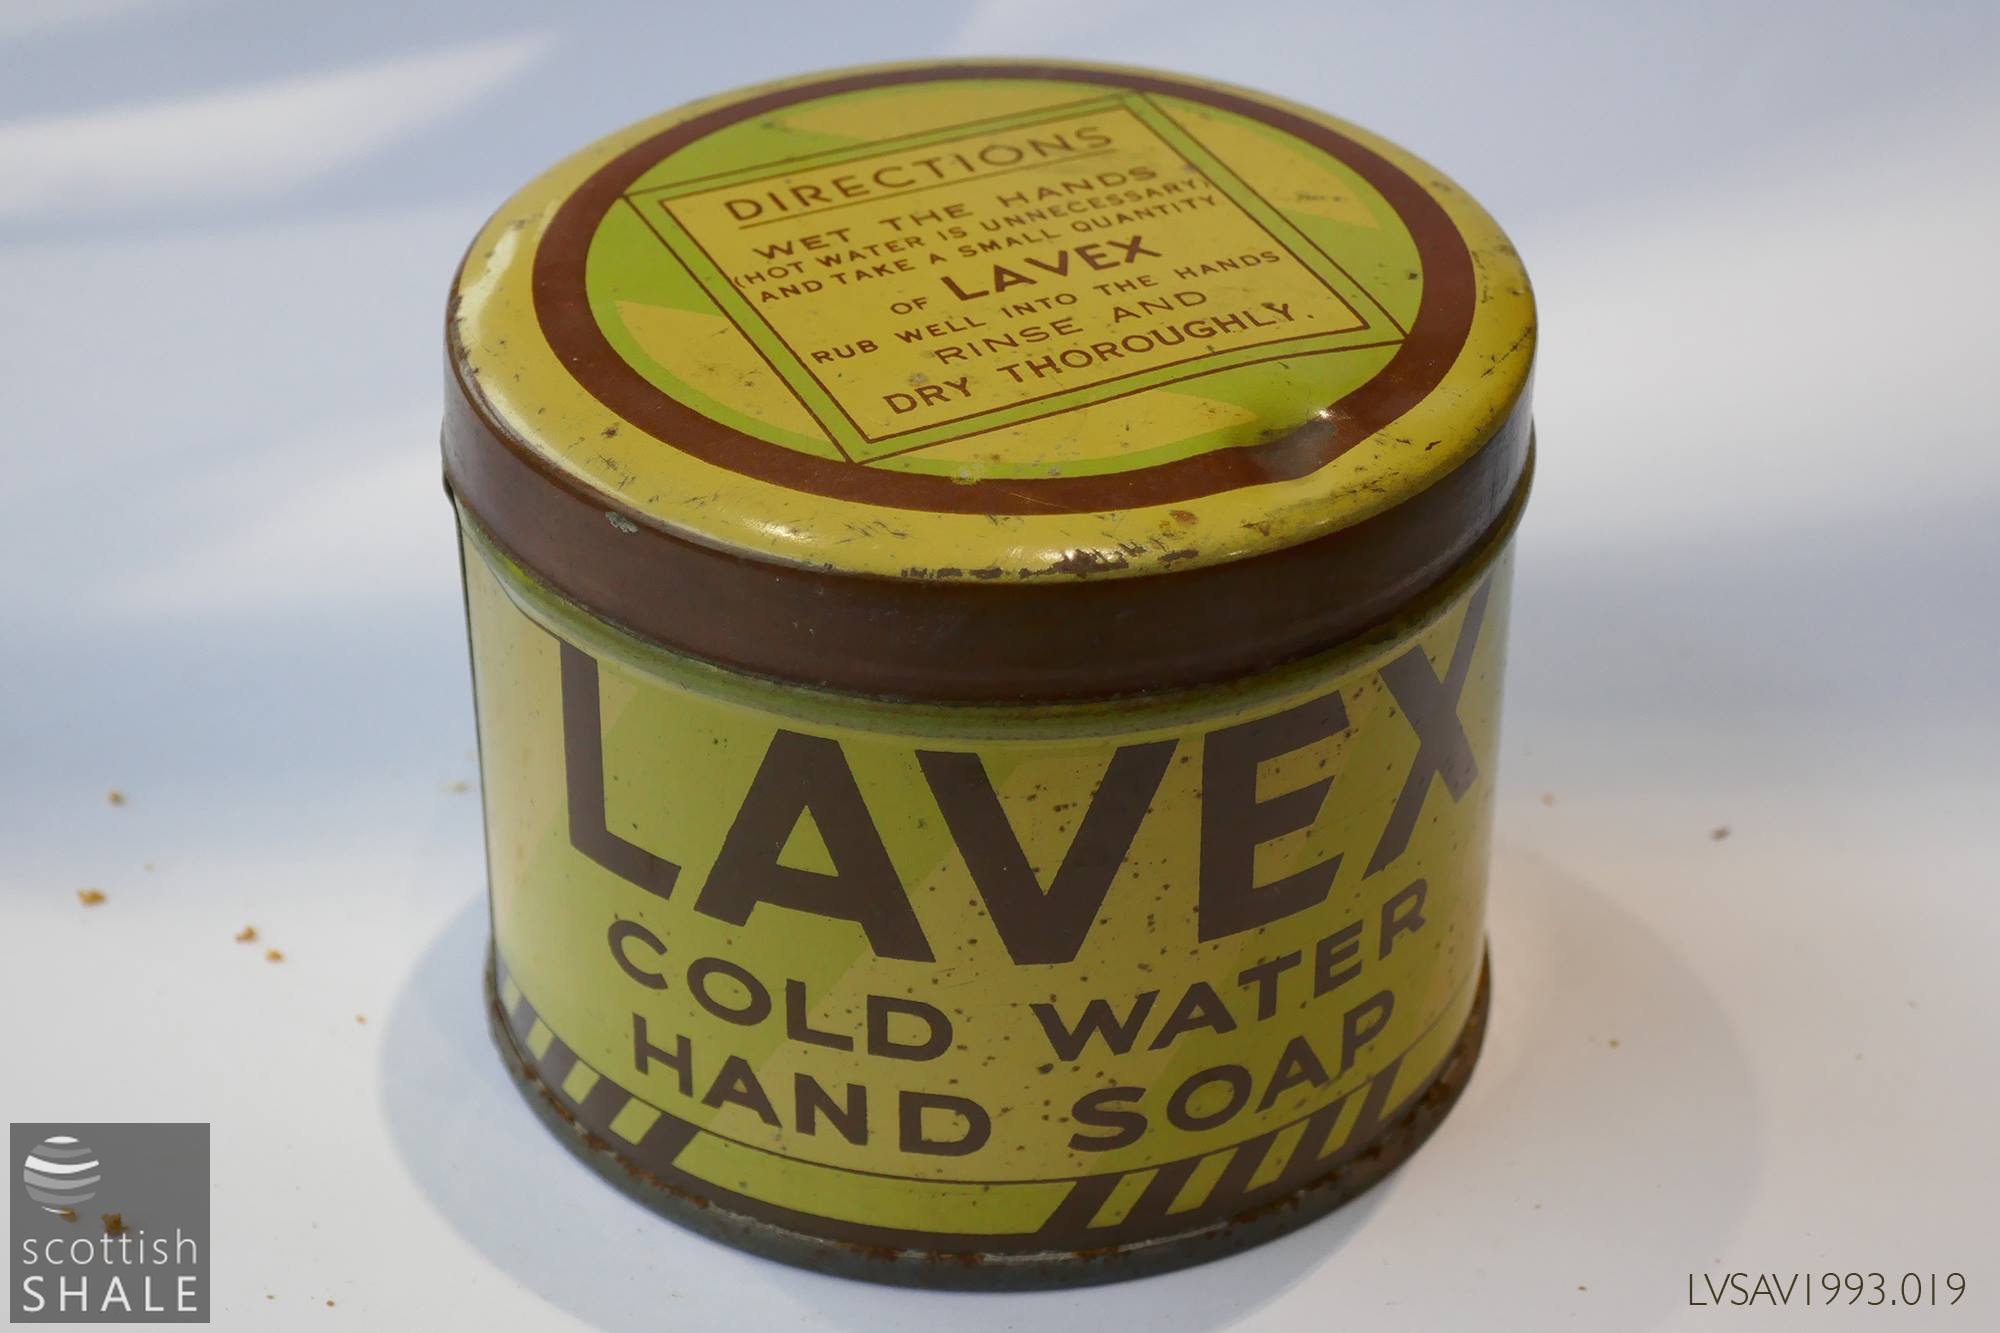 DIRECTIONS
WET THE HANDS
(HOT WATER IS UNNECESSARY)
AND TAKE A SMALL QUANTITY
OF LAVEX
RUB WELL INTO THE HANDS
RINSE AND
DRY THOROUGHLY.
LAVEX
COLD WATER
HAND SOAP
scottish
SHALE
LVSAV1993.019